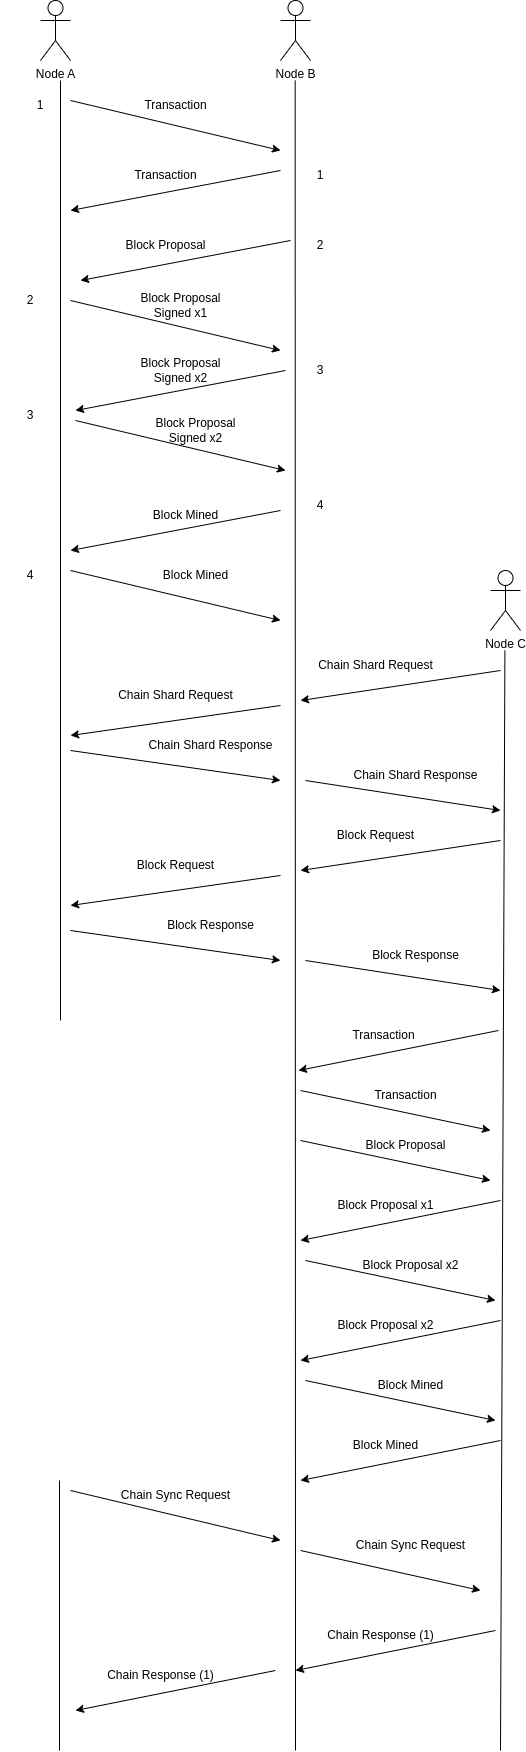 Node A
Node B
1
Transaction
Transaction
1
Block Proposal
2
2
Block Proposal
Signed x1
Block Proposal
Signed x2
3
3
Block Proposal
Signed x2
4
Block Mined
4
Block Mined
Node C
Chain Shard Request
Chain Shard Request
Chain Shard Response
Chain Shard Response
Block Request
Block Request
Block Response
Block Response
Transaction
Transaction
Block Proposal
Block Proposal x1
Block Proposal x2
Block Proposal x2
Block Mined
Block Mined
Chain Sync Request
Chain Sync Request
Chain Response (1)
Chain Response (1)